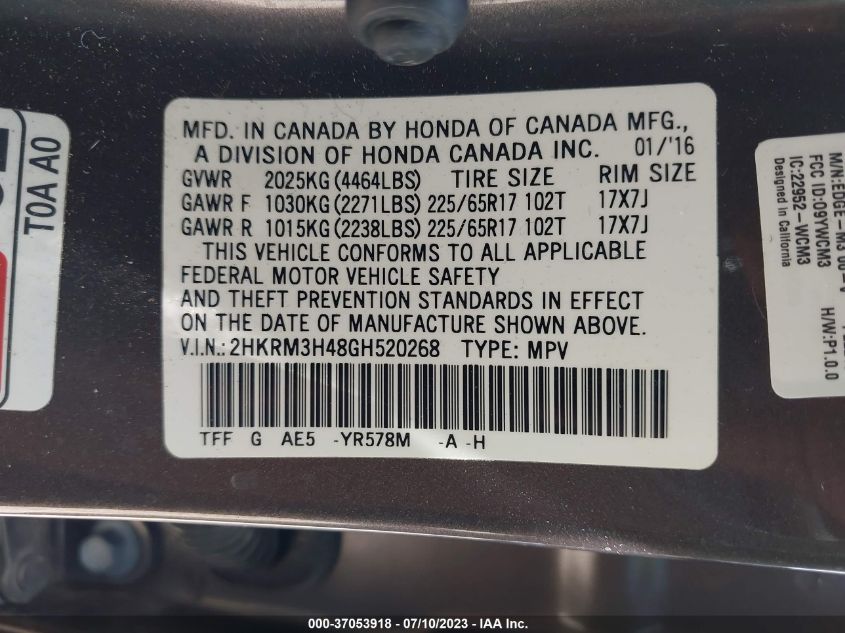 T0A A0
MFD. IN CANADA BY HONDA OF CANADA MFG.,
A DIVISION OF HONDA CANADA INC. 01/'16
GVWR 2025KG (4464LBS) TIRE SIZE RIM SIZE
GAWR F 1030KG (2271LBS) 225/65R17 102T 17X7J
GAWR R 1015KG (2238LBS) 225/65R17 102T 17X7J
THIS VEHICLE CONFORMS TO ALL APPLICABLE
FEDERAL MOTOR VEHICLE SAFETY
AND THEFT PREVENTION STANDARDS IN EFFECT
ON THE DATE OF MANUFACTURE SHOWN ABOVE.
V.I.N.: 2HKRM3H48GH520268 TYPE: MPV
TFF G AE5 -YR578M -A -H
FCC ID:O9YWCM3
IC:22952-WCM3
Designed in California
H/W:P1.0.0
000-37053918 - 07/10/2023 - IAA Inc.